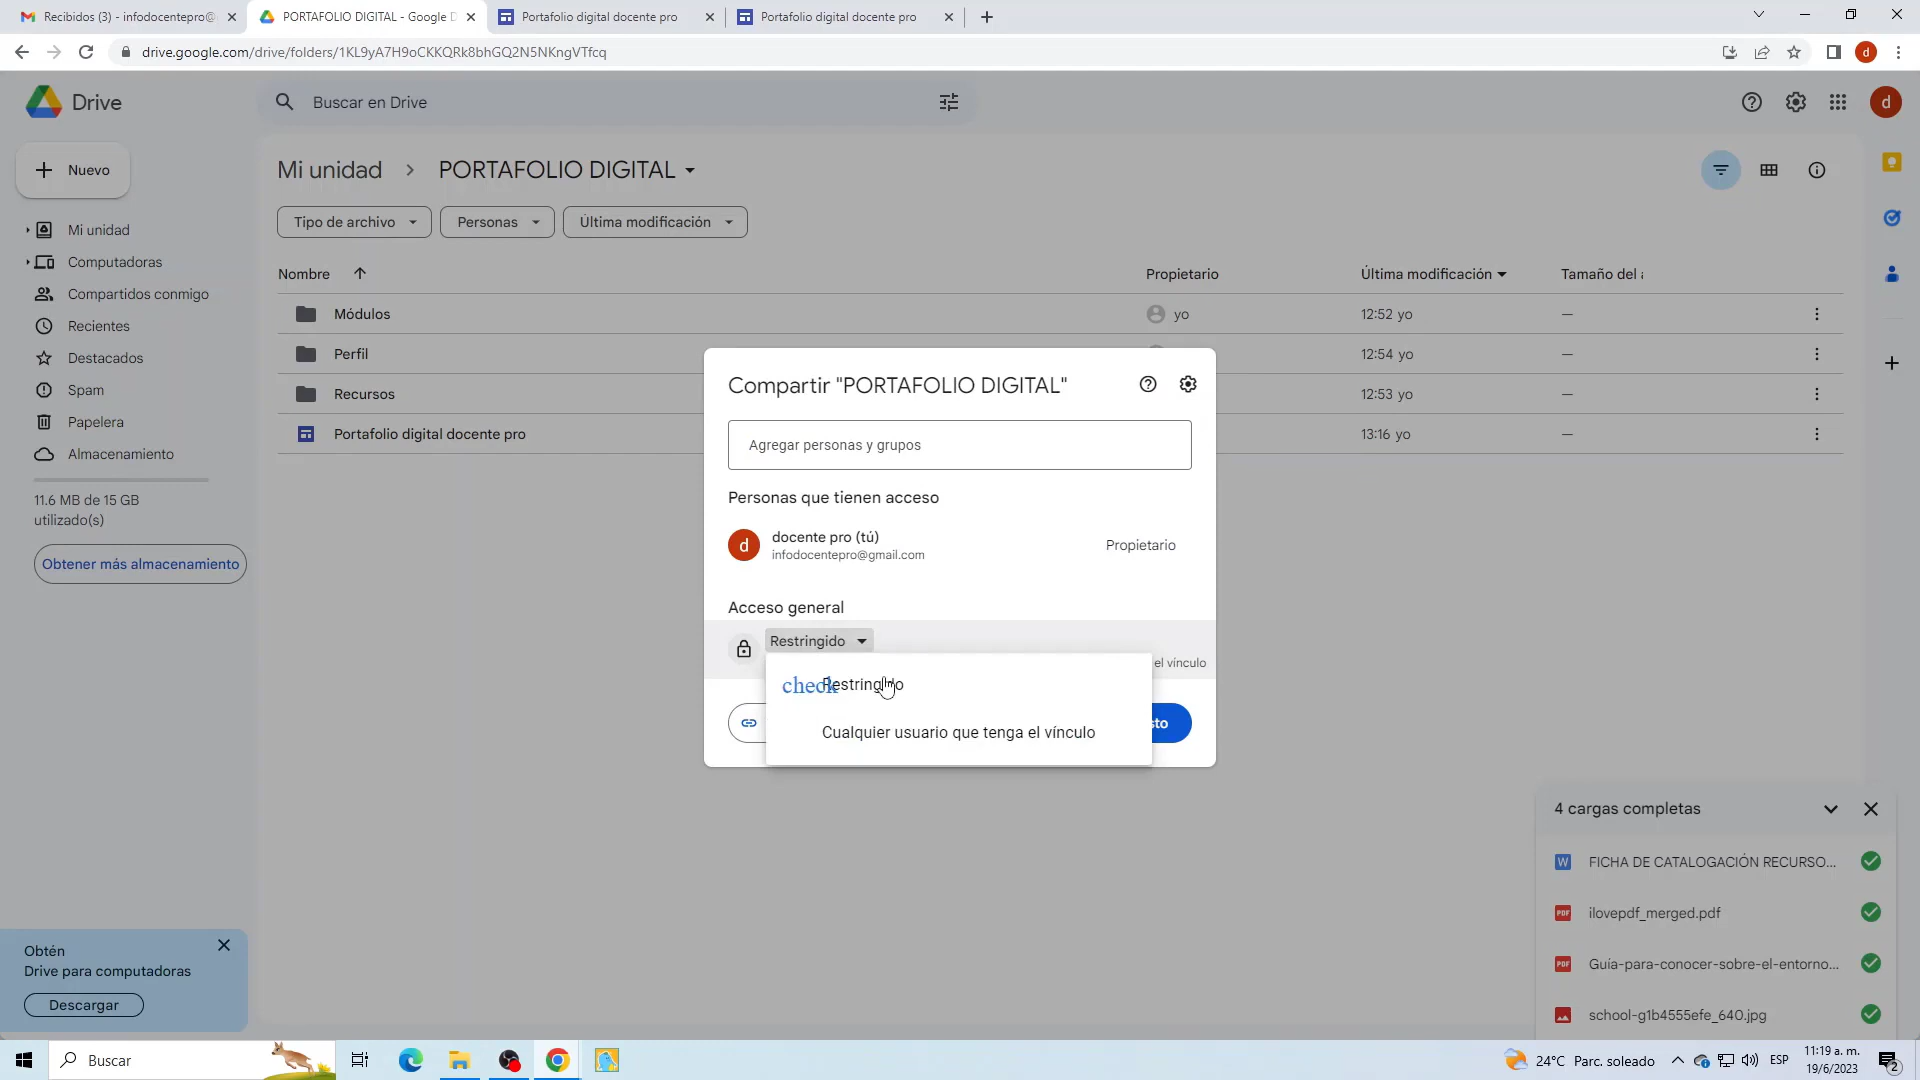 Recibidos (3) - infodocentepro@
PORTAFOLIO DIGITAL - Google D
Portafolio digital docente pro
Portafolio digital docente pro
drive.google.com/drive/folders/1KL9yA7H9oCKKQRk8bhGQ2N5NKngVTfcq
d
Drive
Buscar en Drive
d
Nuevo
Mi unidad
PORTAFOLIO DIGITAL
Tipo de archivo
Personas
Última modificación
Mi unidad
Computadoras
Compartidos conmigo
Recientes
Destacados
Spam
Papelera
Almacenamiento
11.6 MB de 15 GB
utilizado(s)
Obtener más almacenamiento
Nombre
Propietario
Última modificación
Tamaño del
Módulos
yo
12:52 yo
—
Perfil
12:54 yo
—
Recursos
12:53 yo
—
Portafolio digital docente pro
13:16 yo
—
Compartir "PORTAFOLIO DIGITAL"
Agregar personas y grupos
Personas que tienen acceso
d
docente pro (tú)
infodocentepro@gmail.com
Propietario
Acceso general
Restringido
el vínculo
check
Restringido
Cualquier usuario que tenga el vínculo
sto
4 cargas completas
W
FICHA DE CATALOGACIÓN RECURSO...
PDF
ilovepdf_merged.pdf
PDF
Guía-para-conocer-sobre-el-entorno...
school-g1b4555efe_640.jpg
Obtén
Drive para computadoras
Descargar
Buscar
24°C
Parc. soleado
ESP
11:19 a. m.
19/6/2023
2